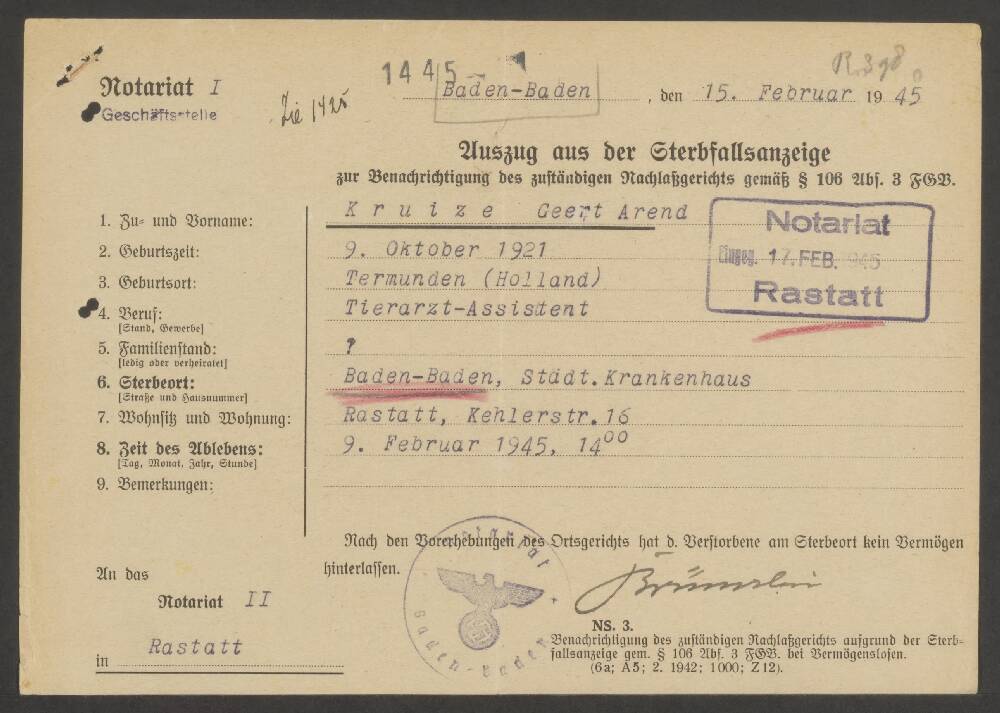 1445
Notariat I
Geschäftsstelle
Baden-Baden, den 15. Februar 1945
Auszug aus der Sterbfallsanzeige
zur Benachrichtigung des zuständigen Nachlaßgerichts gemäß § 106 Abs. 3 FGV.
1. Zu- und Vorname: Kruize Geert Arend
Notariat
Eingeg. 17. FEB. 945
Rastatt
2. Geburtszeit: 9. Oktober 1921
3. Geburtsort: Termunden (Holland)
4. Beruf: Tierarzt-Assistent
[Stand, Gewerbe]
5. Familienstand: ?
[ledig oder verheiratet]
6. Sterbeort: Baden-Baden, Städt.Krankenhaus
[Straße und Hausnummer]
7. Wohnsitz und Wohnung: Rastatt, Kehlerstr.16
8. Zeit des Ablebens: 9. Februar 1945, 14⁰⁰
[Tag, Monat, Jahr, Stunde]
9. Bemerkungen:
Nach den Vorerhebungen des Ortsgerichts hat d. Verstorbene am Sterbeort kein Vermögen
hinterlassen.
Notariat
Baden-Baden
An das
Notariat II
in Rastatt
NS. 3.
Benachrichtigung des zuständigen Nachlaßgerichts aufgrund der Sterb-
fallsanzeige gem. § 106 Abs. 3 FGV. bei Vermögenslosen.
(6a; A5; 2. 1942; 1000; Z12).